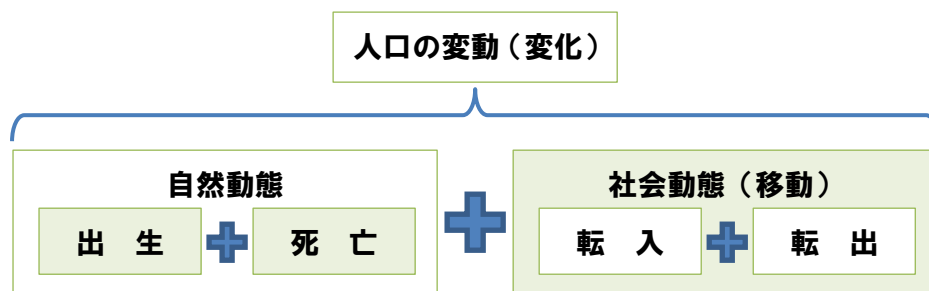 人口の変動（変化）
自然動態
社会動態（移動）
出 生
死 亡
転 入
転 出